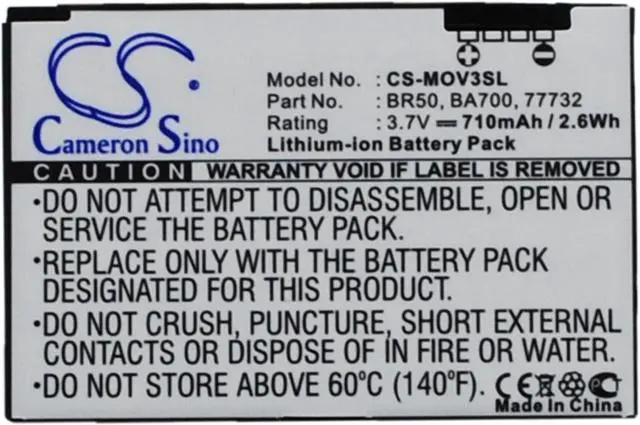 CS
Cameron Sino
Model No. : CS-MOV3SL
Part No. : BR50, BA700, 77732
Rating : 3.7V 710mAh / 2.6Wh
Lithium-ion Battery Pack
CAUTION WARRANTY VOID IF LABEL IS REMOVED
•DO NOT ATTEMPT TO DISASSEMBLE, OPEN OR
SERVICE THE BATTERY PACK.
•REPLACE ONLY WITH THE BATTERY PACK
DESIGNATED FOR THIS PRODUCT.
•DO NOT CRUSH, PUNCTURE, SHORT EXTERNAL
CONTACTS OR DISPOSE OF IN FIRE OR WATER.
•DO NOT STORE ABOVE 60°C (140°F).
CE
Made In China